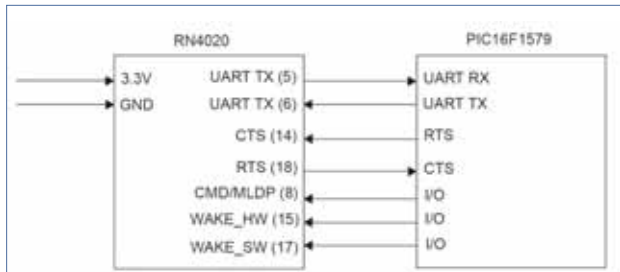 RN4020 PIC16F1579
3.3V UART TX (5) UART RX
GND UART TX (6) UART TX
CTS (14) RTS
RTS (18) CTS
CMD/MLDP (8) I/O
WAKE_HW (15) I/O
WAKE_SW (17) I/O